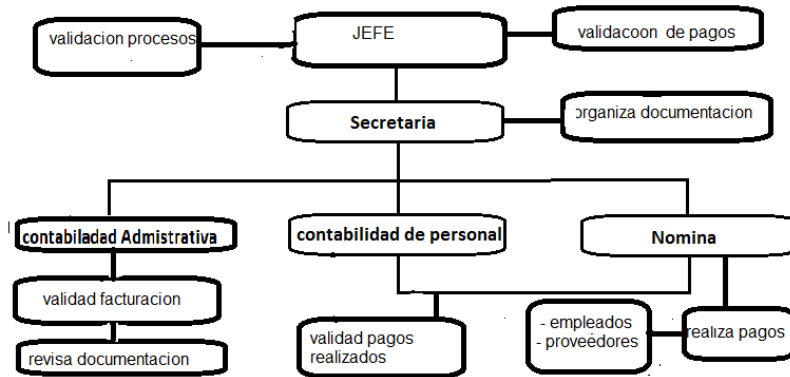 validacion procesos
JEFE
validacoon de pagos
Secretaria
organiza documentacion
contabiladad Admistrativa
contabilidad de personal
Nomina
validad facturacion
- empleados
- proveedores
realiza pagos
validad pagos
realizados
revisa documentacion